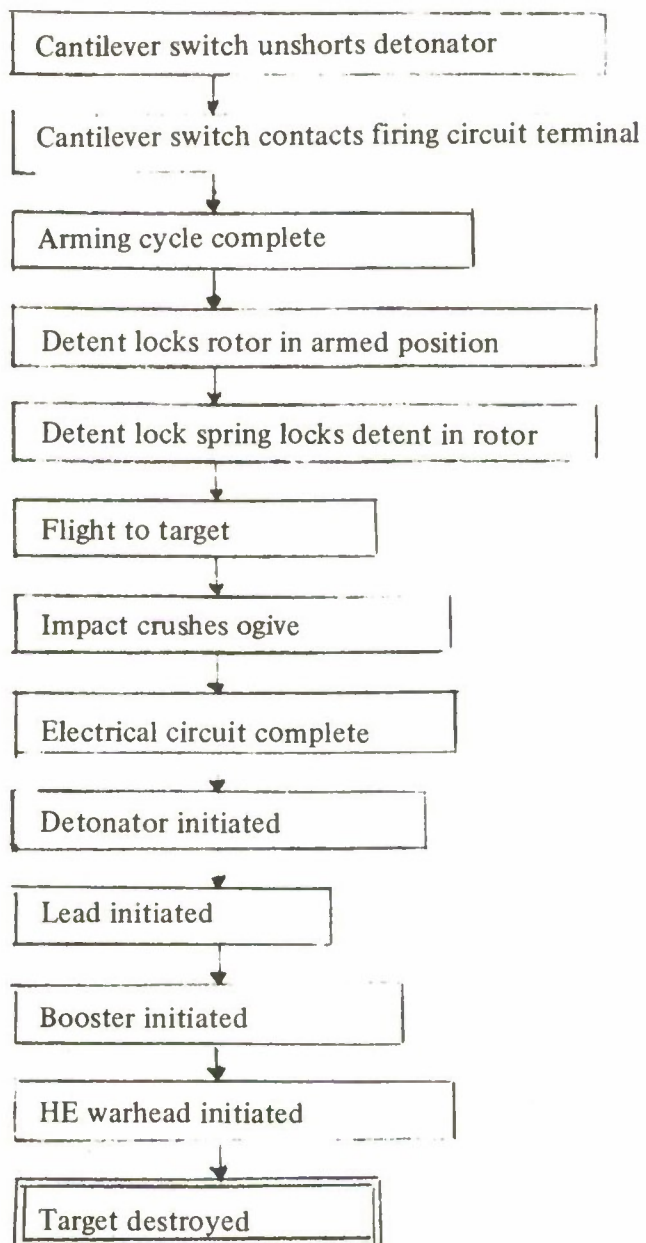 Cantilever switch unshorts detonator
Cantilever switch contacts firing circuit terminal
Arming cycle complete
Detent locks rotor in armed position
Detent lock spring locks detent in rotor
Flight to target
Impact crushes ogive
Electrical circuit complete
Detonator initiated
Lead initiated
Booster initiated
HE warhead initiated
Target destroyed